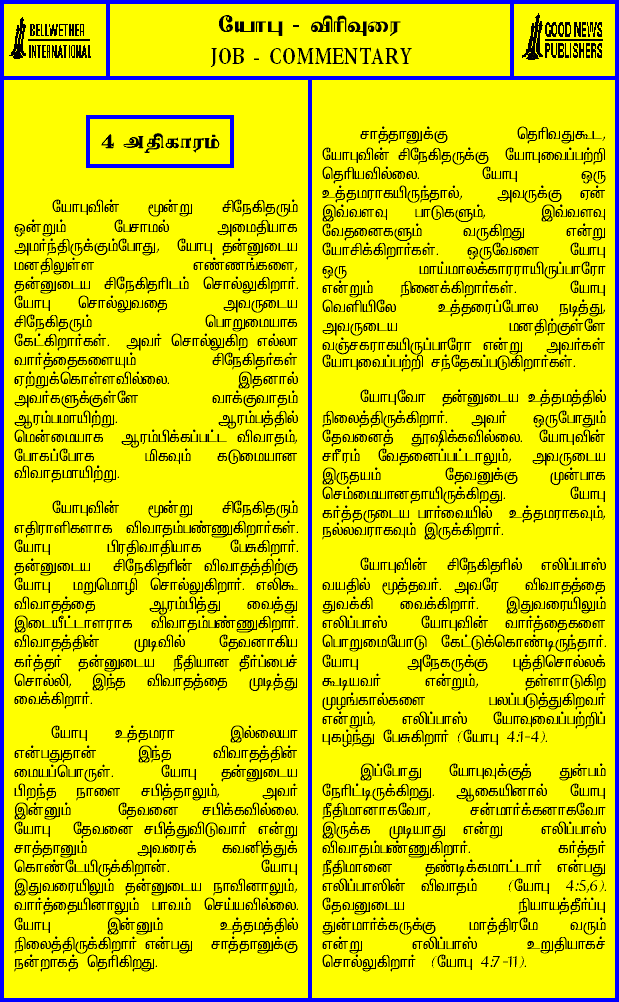 BELLWETHER
INTERNATIONAL
யோபு - விரிவுரை
JOB - COMMENTARY
GOOD NEWS
PUBLISHERS
4 அதிகாரம்
யோபுவின் மூன்று சிநேகிதரும்
ஒன்றும் பேசாமல் அமைதியாக
அமர்ந்திருக்கும்போது, யோபு தன்னுடைய
மனதிலுள்ள எண்ணங்களை,
தன்னுடைய சிநேகிதரிடம் சொல்லுகிறார்.
யோபு சொல்லுவதை அவருடைய
சிநேகிதரும் பொறுமையாக
கேட்கிறார்கள். அவர் சொல்லுகிற எல்லா
வார்த்தைகளையும் சிநேகிதர்கள்
ஏற்றுக்கொள்ளவில்லை. இதனால்
அவர்களுக்குள்ளே வாக்குவாதம்
ஆரம்பமாயிற்று. ஆரம்பத்தில்
மென்மையாக ஆரம்பிக்கப்பட்ட விவாதம்,
போகப்போக மிகவும் கடுமையான
விவாதமாயிற்று.
யோபுவின் மூன்று சிநேகிதரும்
எதிராளிகளாக விவாதம்பண்ணுகிறார்கள்.
யோபு பிரதிவாதியாக பேசுகிறார்.
தன்னுடைய சிநேகிதரின் விவாதத்திற்கு
யோபு மறுமொழி சொல்லுகிறார். எலிகூ
விவாதத்தை ஆரம்பித்து வைத்து
இடையீட்டாளராக விவாதம்பண்ணுகிறார்.
விவாதத்தின் முடிவில் தேவனாகிய
கர்த்தர் தன்னுடைய நீதியான தீர்ப்பைச்
சொல்லி, இந்த விவாதத்தை முடித்து
வைக்கிறார்.
யோபு உத்தமரா இல்லையா
என்பதுதான் இந்த விவாதத்தின்
மையப்பொருள். யோபு தன்னுடைய
பிறந்த நாளை சபித்தாலும், அவர்
இன்னும் தேவனை சபிக்கவில்லை.
யோபு தேவனை சபித்துவிடுவார் என்று
சாத்தானும் அவரைக் கவனித்துக்
கொண்டேயிருக்கிறான். யோபு
இதுவரையிலும் தன்னுடைய நாவினாலும்,
வார்த்தையினாலும் பாவம் செய்யவில்லை.
யோபு இன்னும் உத்தமத்தில்
நிலைத்திருக்கிறார் என்பது சாத்தானுக்கு
நன்றாகத் தெரிகிறது.
சாத்தானுக்கு தெரிவதுகூட,
யோபுவின் சிநேகிதருக்கு யோபுவைப்பற்றி
தெரியவில்லை. யோபு ஒரு
உத்தமராகயிருந்தால், அவருக்கு ஏன்
இவ்வளவு பாடுகளும், இவ்வளவு
வேதனைகளும் வருகிறது என்று
யோசிக்கிறார்கள். ஒருவேளை யோபு
ஒரு மாய்மாலக்காரராயிருப்பாரோ
என்றும் நினைக்கிறார்கள். யோபு
வெளியிலே உத்தரைப்போல நடித்து,
அவருடைய மனதிற்குள்ளே
வஞ்சகராகயிருப்பாரோ என்று அவர்கள்
யோபுவைப்பற்றி சந்தேகப்படுகிறார்கள்.
யோபுவோ தன்னுடைய உத்தமத்தில்
நிலைத்திருக்கிறார். அவர் ஒருபோதும்
தேவனைத் தூஷிக்கவில்லை. யோபுவின்
சரீரம் வேதனைப்பட்டாலும், அவருடைய
இருதயம் தேவனுக்கு முன்பாக
செம்மையானதாயிருக்கிறது. யோபு
கர்த்தருடைய பார்வையில் உத்தமராகவும்,
நல்லவராகவும் இருக்கிறார்.
யோபுவின் சிநேகிதரில் எலிப்பாஸ்
வயதில் மூத்தவர். அவரே விவாதத்தை
துவக்கி வைக்கிறார். இதுவரையிலும்
எலிப்பாஸ் யோபுவின் வார்த்தைகளை
பொறுமையோடு கேட்டுக்கொண்டிருந்தார்.
யோபு அநேகருக்கு புத்திசொல்லக்
கூடியவர் என்றும், தள்ளாடுகிற
முழங்கால்களை பலப்படுத்துகிறவர்
என்றும், எலிப்பாஸ் யோவுவைப்பற்றிப்
புகழ்ந்து பேசுகிறார் (யோபு 4:1-4).
இப்போது யோபுவுக்குத் துன்பம்
நேரிட்டிருக்கிறது. ஆகையினால் யோபு
நீதிமானாகவோ, சன்மார்க்கனாகவோ
இருக்க முடியாது என்று எலிப்பாஸ்
விவாதம்பண்ணுகிறார். கர்த்தர்
நீதிமானை தண்டிக்கமாட்டார் என்பது
எலிப்பாஸின் விவாதம் (யோபு 4:5,6).
தேவனுடைய நியாயத்தீர்ப்பு
துன்மார்க்கருக்கு மாத்திரமே வரும்
என்று எலிப்பாஸ் உறுதியாகச்
சொல்லுகிறார் (யோபு 4:7-11).